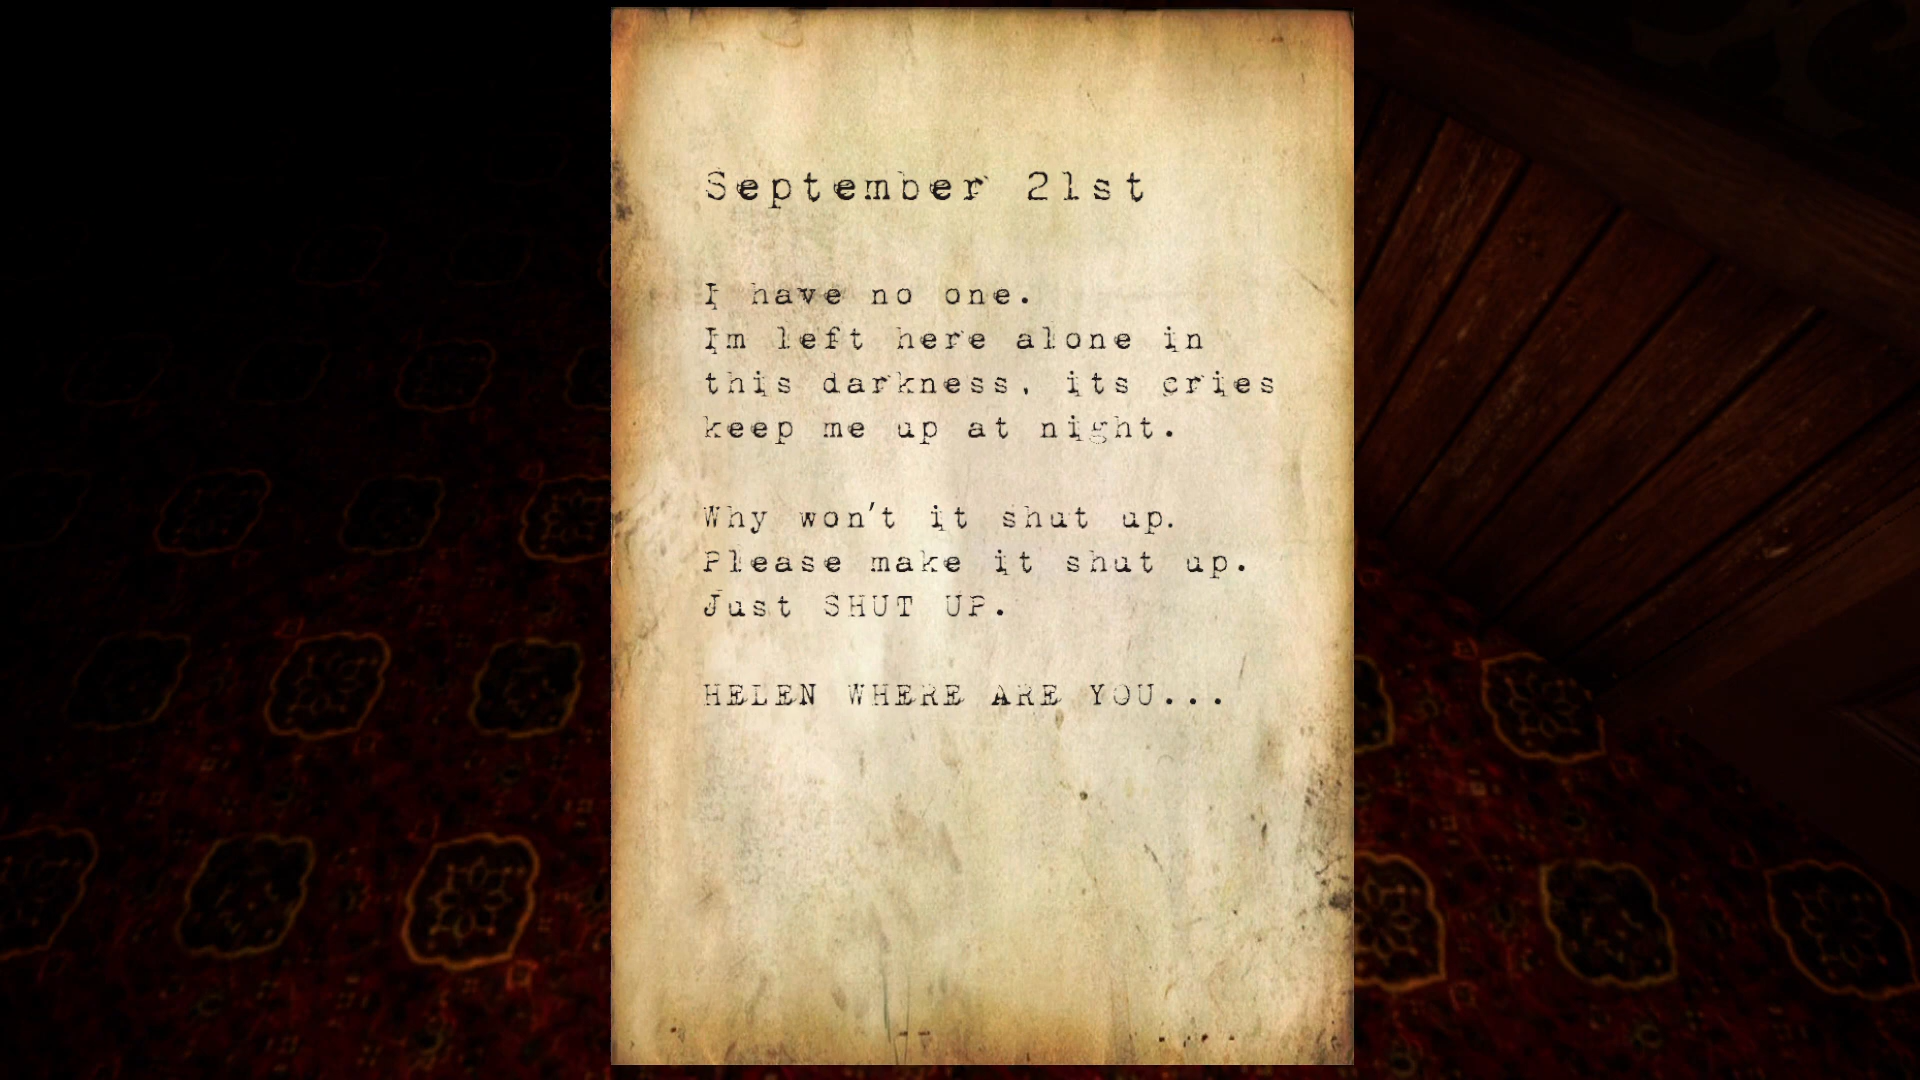 September 21st
I have no one.
Im left here alone in
this darkness, its cries
keep me up at night.
Why won't it shut up.
Please make it shut up.
Just SHUT UP.
HELEN WHERE ARE YOU...